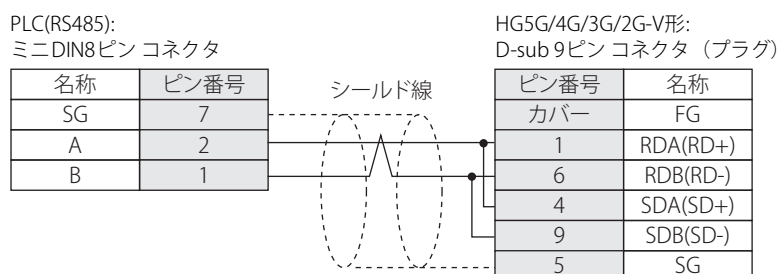 PLC(RS485):
ミニDIN8ピン コネクタ
名称 ピン番号
SG 7
A 2
B 1
シールド線
HG5G/4G/3G/2G-V形:
D-sub 9ピン コネクタ（プラグ）
ピン番号 名称
カバー FG
1 RDA(RD+)
6 RDB(RD-)
4 SDA(SD+)
9 SDB(SD-)
5 SG